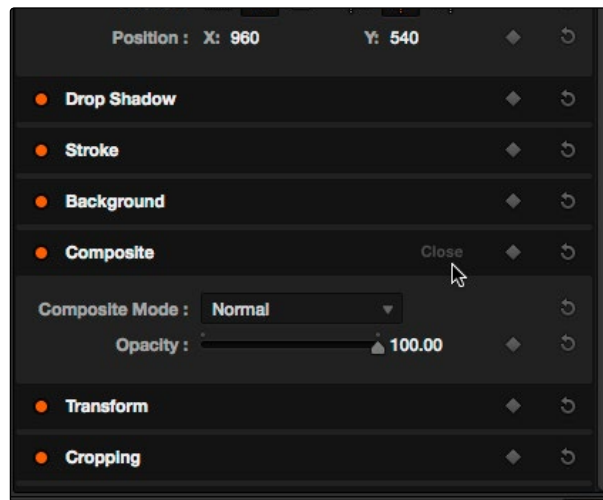 Position : X: 960 Y: 540
Drop Shadow
Stroke
Background
Composite Close
Composite Mode : Normal
Opacity : 100.00
Transform
Cropping